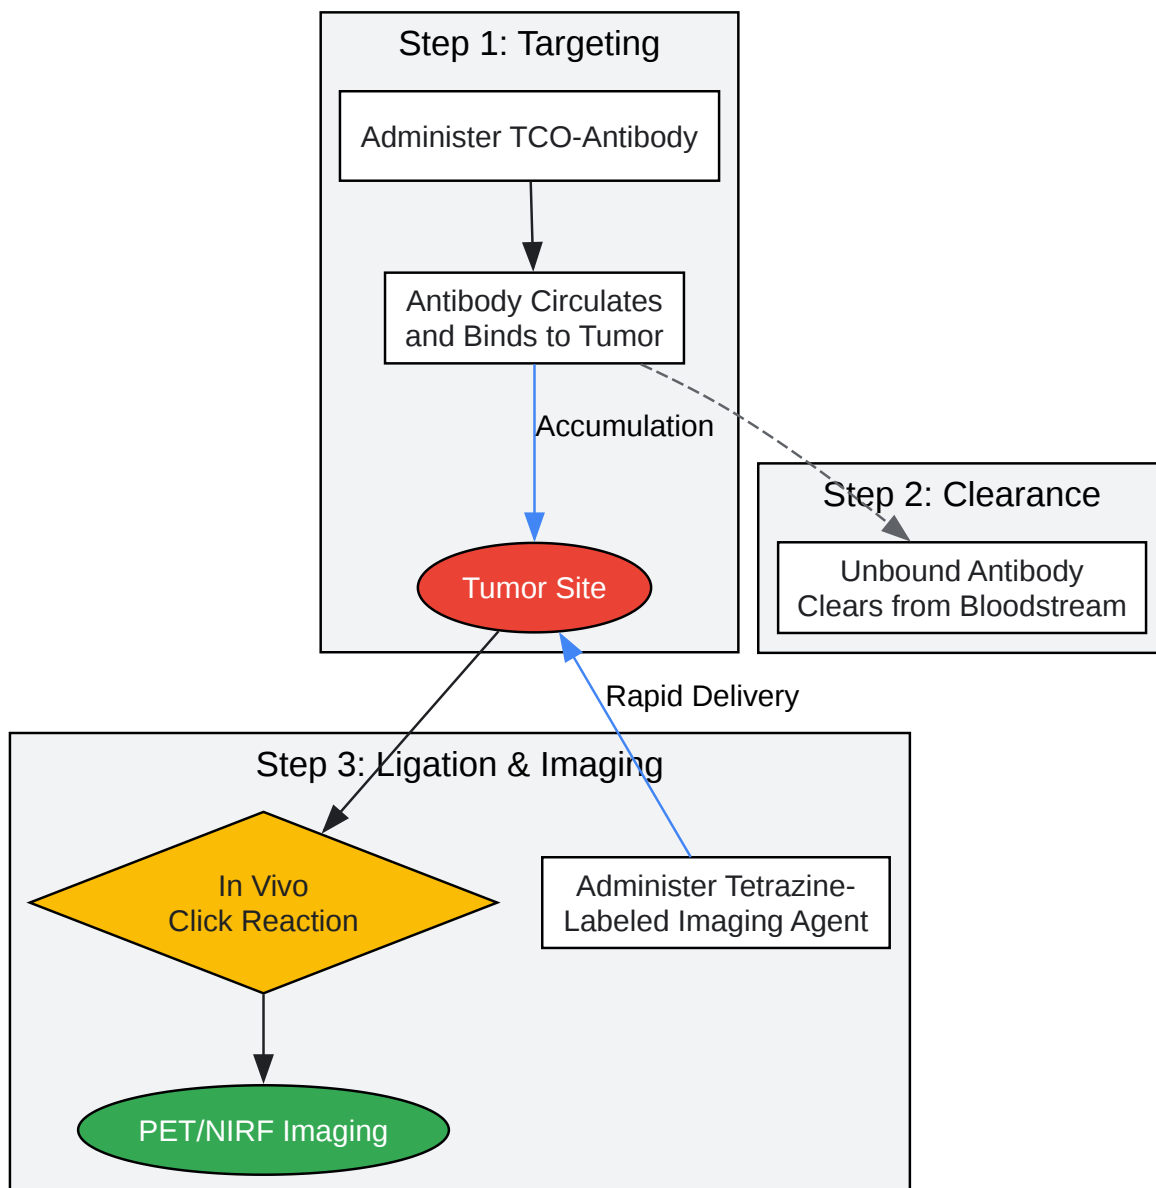 Step 1: Targeting
Administer TCO-Antibody
Antibody Circulates
and Binds to Tumor
Accumulation
Step 2: Clearance
Unbound Antibody
Clears from Bloodstream
Tumor Site
Rapid Delivery
Step 3: Ligation & Imaging
In Vivo
Click Reaction
Administer Tetrazine-
Labeled Imaging Agent
PET/NIRF Imaging